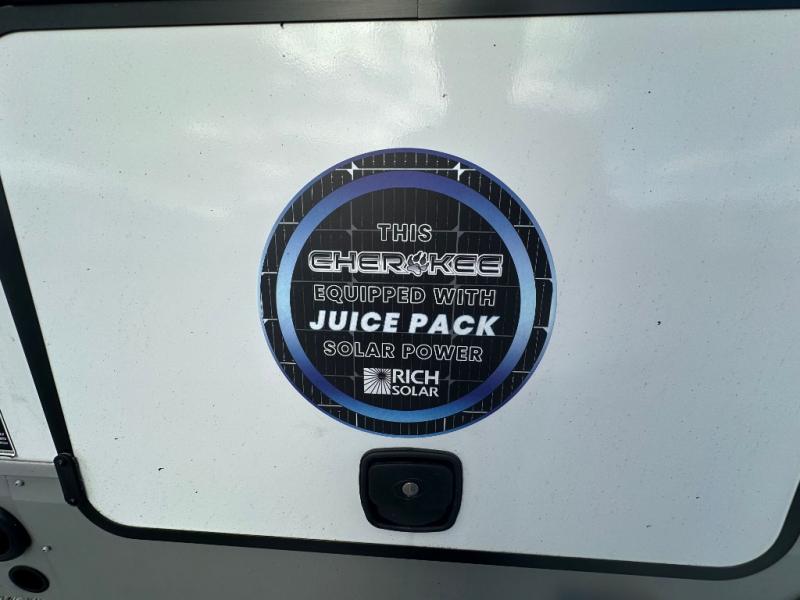 THIS
CHEROKEE
EQUIPPED WITH
JUICE PACK
SOLAR POWER
RICH
SOLAR